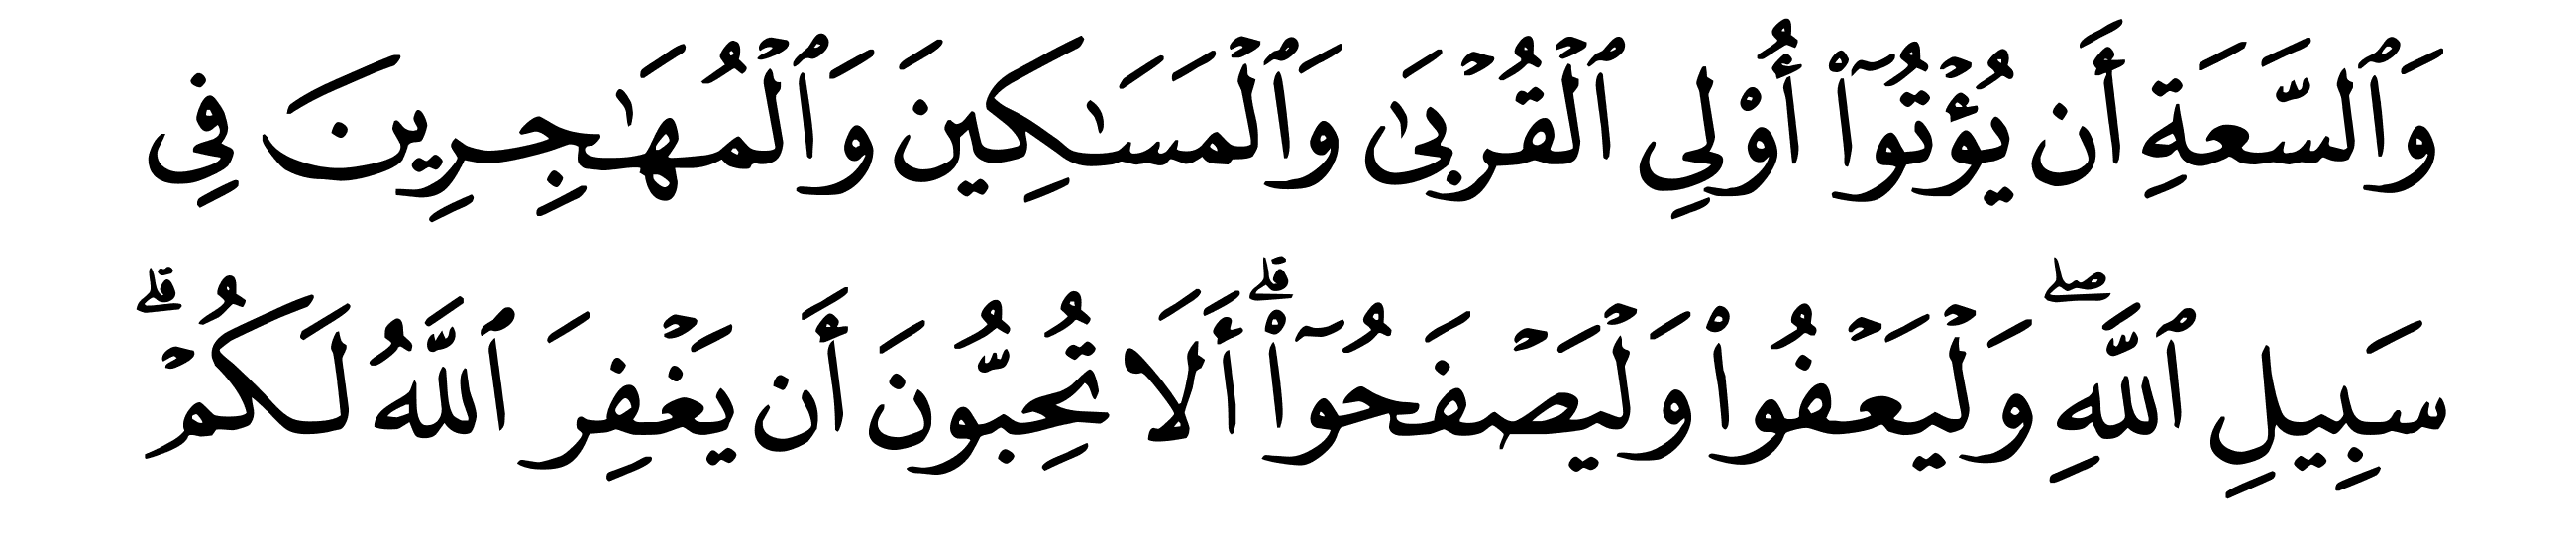 وَٱلسَّعَةِ أَن يُؤْتُوٓا۟ أُو۟لِى ٱلْقُرْبَىٰ وَٱلْمَسَـٰكِينَ وَٱلْمُهَـٰجِرِينَ فِى
سَبِيلِ ٱللَّهِ ۖ وَلْيَعْفُوا۟ وَلْيَصْفَحُوٓا۟ ۗ أَلَا تُحِبُّونَ أَن يَغْفِرَ ٱللَّهُ لَكُمْ ۗ